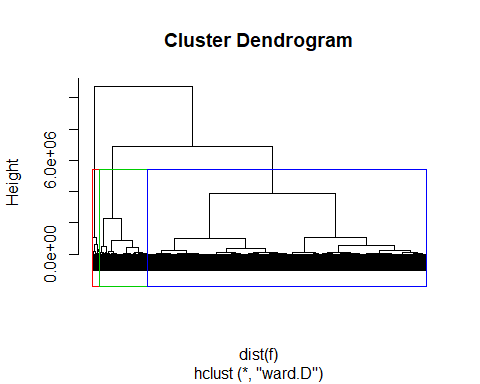 Cluster Dendrogram
Height
6.0e+06
0.0e+00
dist(f)
hclust (*, "ward.D")